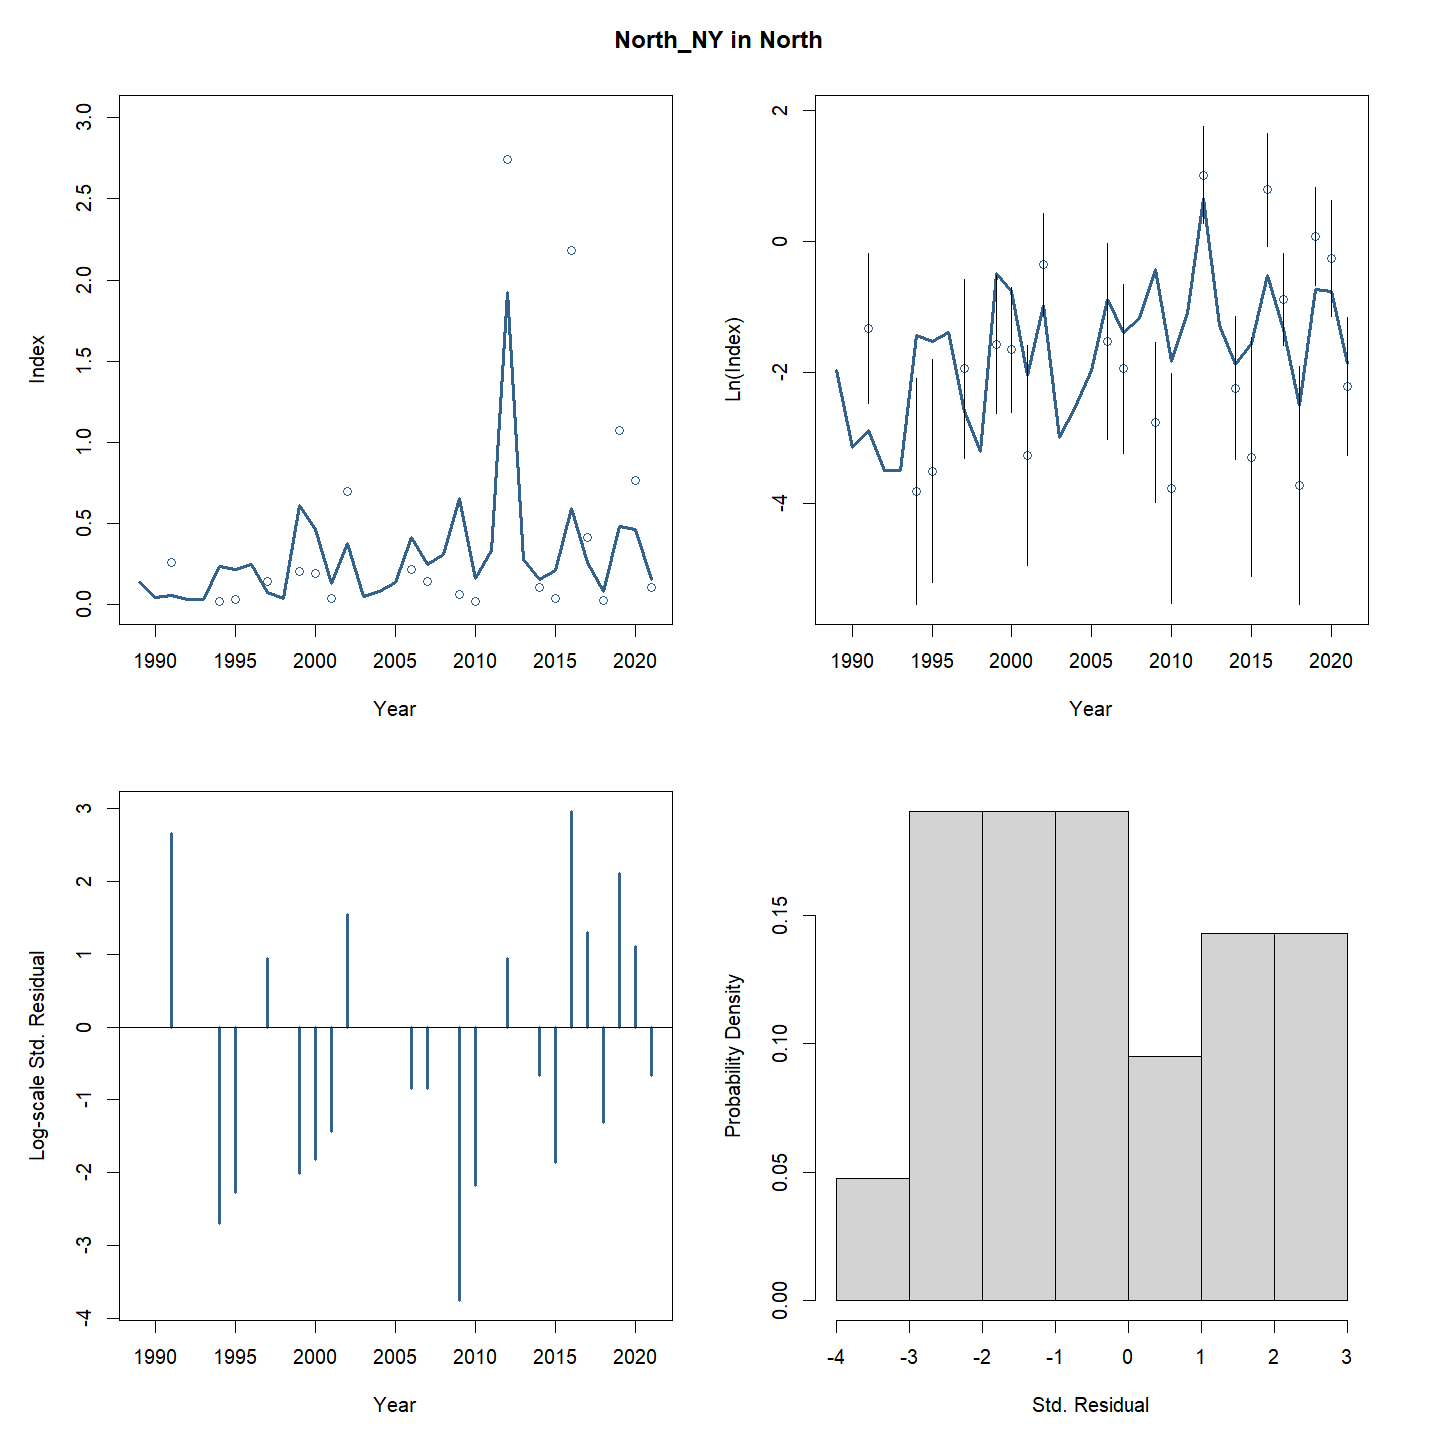 North_NY in North
Index
3.0
2.5
2.0
1.5
1.0
0.5
0.0
1990 1995 2000 2005 2010 2015 2020
Year
Ln(Index)
2
0
-2
-4
1990 1995 2000 2005 2010 2015 2020
Year
Log-scale Std. Residual
3
2
1
0
-1
-2
-3
-4
1990 1995 2000 2005 2010 2015 2020
Year
Probability Density
0.15
0.10
0.05
0.00
-4 -3 -2 -1 0 1 2 3
Std. Residual